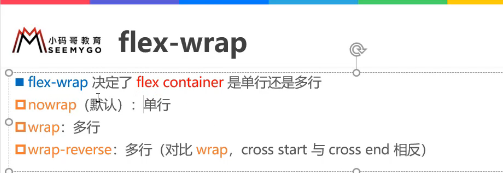 小码哥教育
SEEMYGO
flex-wrap
flex-wrap 决定了 flex container 是单行还是多行
nowrap（默认）：单行
wrap：多行
wrap-reverse：多行（对比 wrap，cross start 与 cross end 相反）